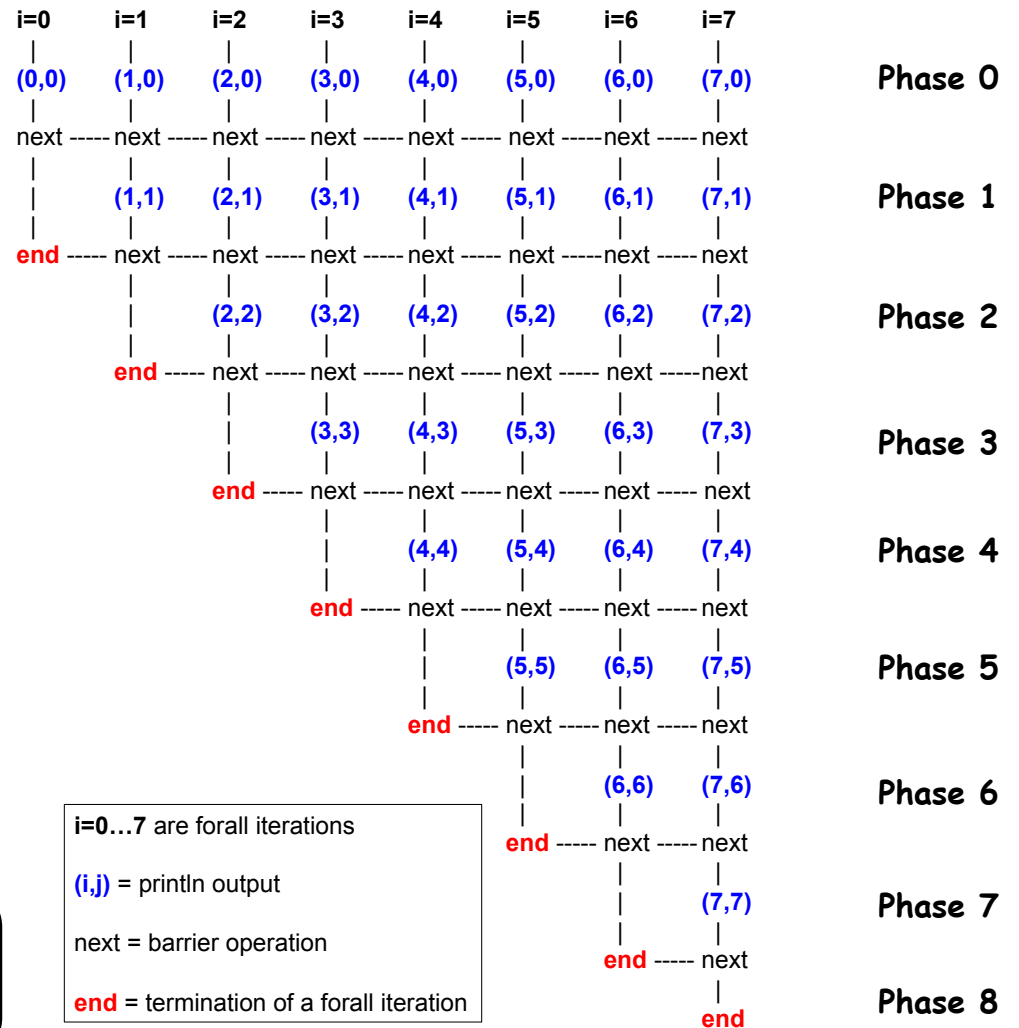 i=0 i=1 i=2 i=3 i=4 i=5 i=6 i=7
(0,0) (1,0) (2,0) (3,0) (4,0) (5,0) (6,0) (7,0) Phase 0
next ----- next ----- next ----- next ----- next ----- next ----- next ----- next
(1,1) (2,1) (3,1) (4,1) (5,1) (6,1) (7,1) Phase 1
end ----- next ----- next ----- next ----- next ----- next ----- next ----- next
(2,2) (3,2) (4,2) (5,2) (6,2) (7,2) Phase 2
end ----- next ----- next ----- next ----- next ----- next ----- next
(3,3) (4,3) (5,3) (6,3) (7,3) Phase 3
end ----- next ----- next ----- next ----- next ----- next
(4,4) (5,4) (6,4) (7,4) Phase 4
end ----- next ----- next ----- next ----- next
(5,5) (6,5) (7,5) Phase 5
end ----- next ----- next ----- next
(6,6) (7,6) Phase 6
end ----- next ----- next
(7,7) Phase 7
end ----- next
end Phase 8
i=0...7 are forall iterations
(i,j) = println output
next = barrier operation
end = termination of a forall iteration